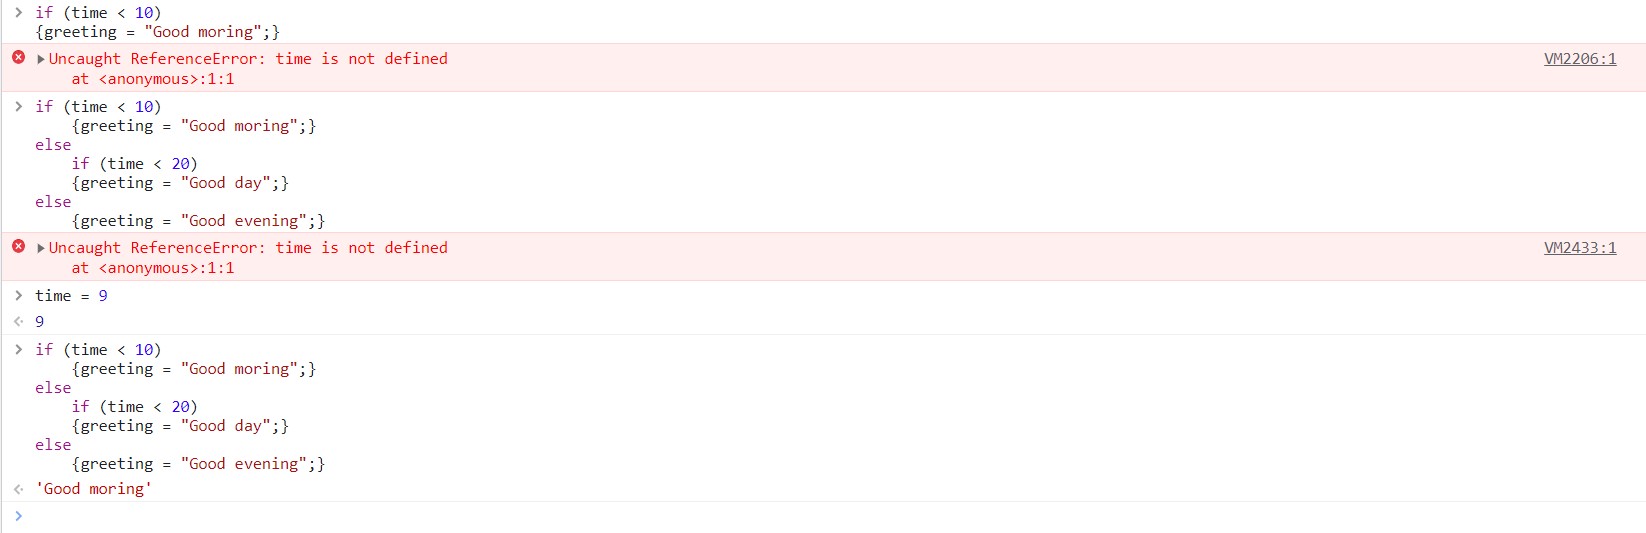 > if (time < 10)
{greeting = "Good moring";}
▶Uncaught ReferenceError: time is not defined VM2206:1
at <anonymous>:1:1
> if (time < 10)
{greeting = "Good moring";}
else
if (time < 20)
{greeting = "Good day";}
else
{greeting = "Good evening";}
▶Uncaught ReferenceError: time is not defined VM2433:1
at <anonymous>:1:1
> time = 9
< 9
> if (time < 10)
{greeting = "Good moring";}
else
if (time < 20)
{greeting = "Good day";}
else
{greeting = "Good evening";}
< 'Good moring'
>